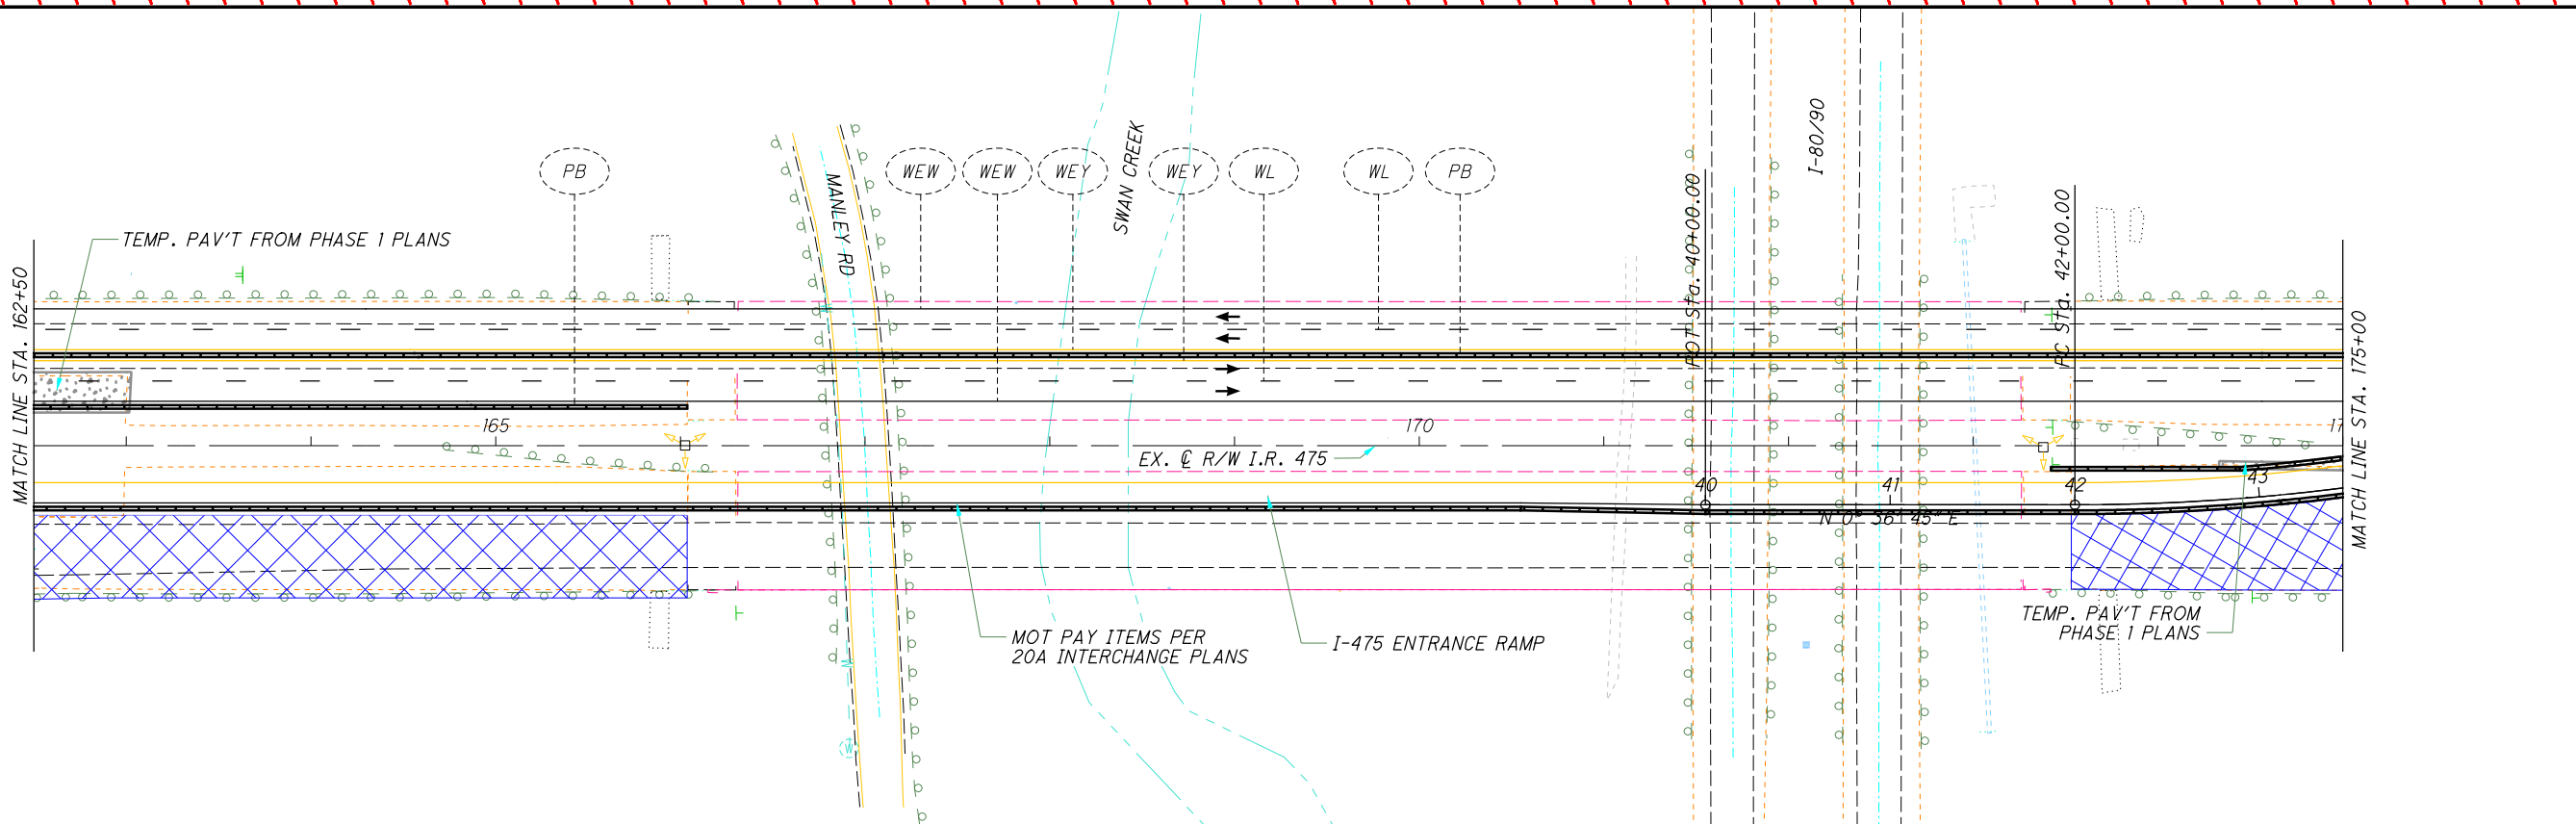 I-80/90
PB
WEW
WEW
WEY
WEY
WL
WL
PB
SWAN CREEK
MANLEY RD
POT Sta. 40+00.00
PC Sta. 42+00.00
TEMP. PAV'T FROM PHASE 1 PLANS
MATCH LINE STA. 162+50
MATCH LINE STA. 175+00
165
170
17
EX. ℄ R/W I.R. 475
40
41
42
43
N 0° 36' 45" E
MOT PAY ITEMS PER
20A INTERCHANGE PLANS
I-475 ENTRANCE RAMP
TEMP. PAV'T FROM
PHASE 1 PLANS
W
W